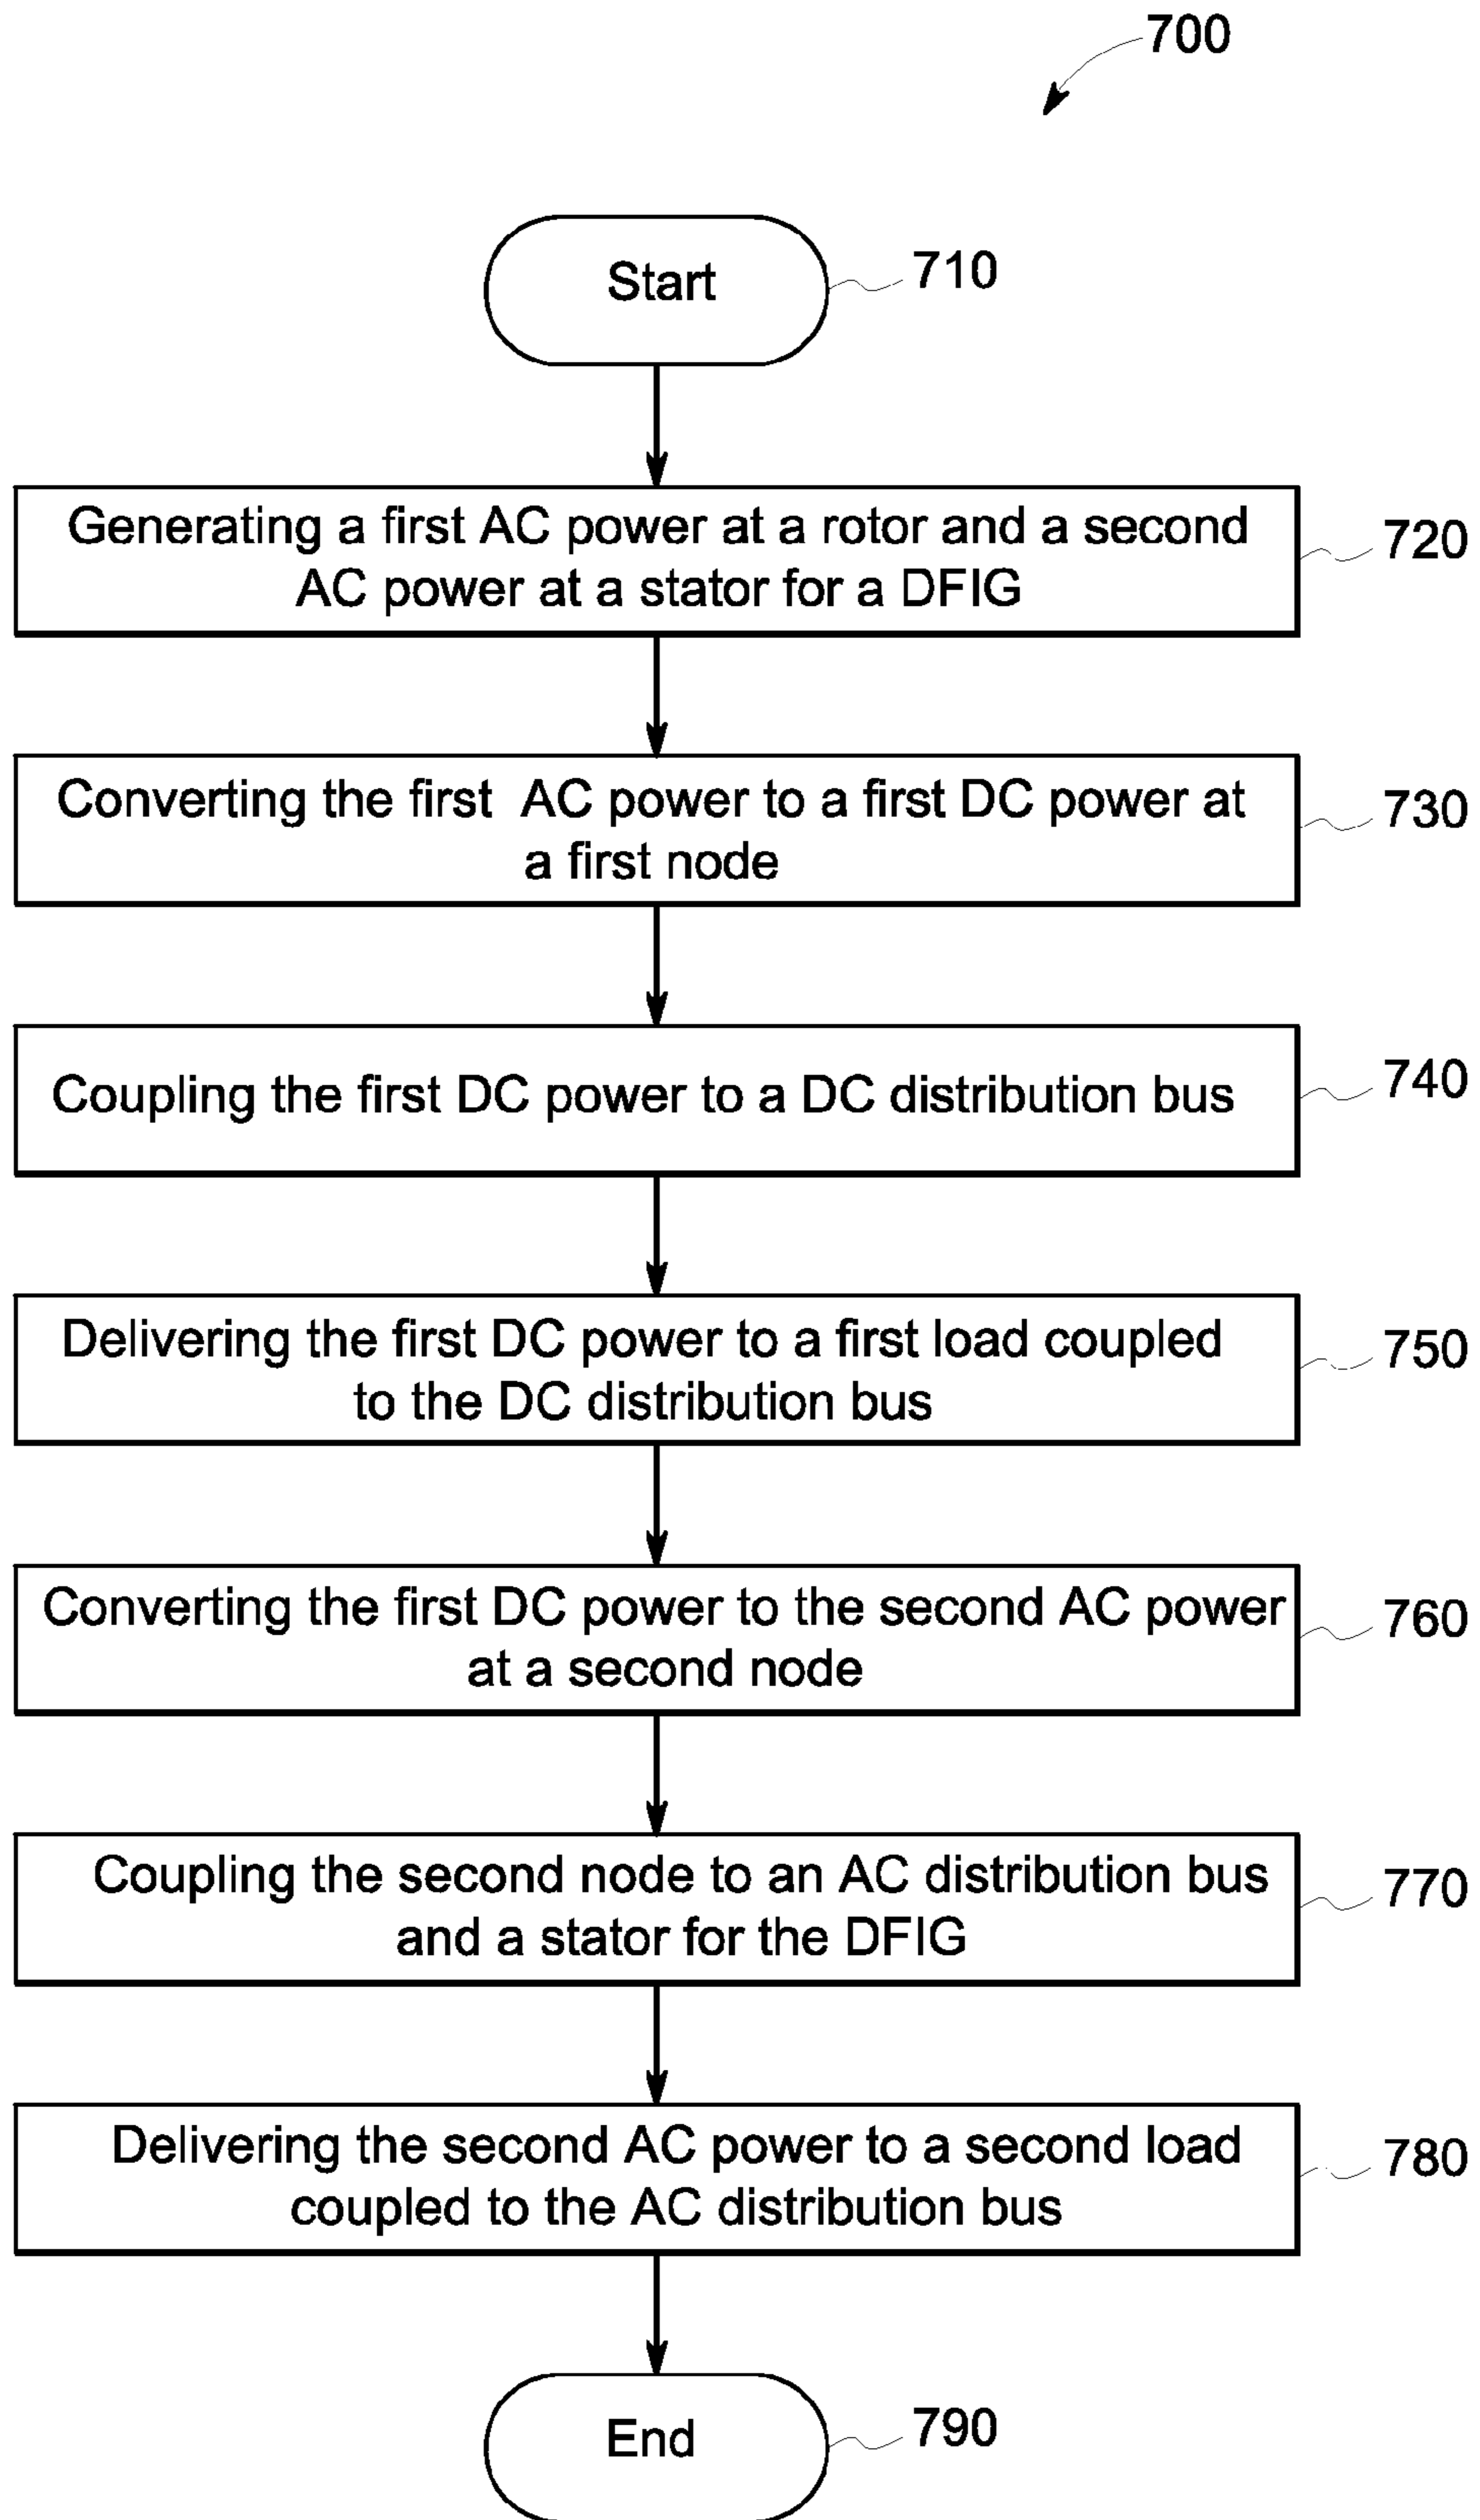 700
Start
710
Generating a first AC power at a rotor and a second
AC power at a stator for a DFIG
720
Converting the first AC power to a first DC power at
a first node
730
Coupling the first DC power to a DC distribution bus
740
Delivering the first DC power to a first load coupled
to the DC distribution bus
750
Converting the first DC power to the second AC power
at a second node
760
Coupling the second node to an AC distribution bus
and a stator for the DFIG
770
Delivering the second AC power to a second load
coupled to the AC distribution bus
780
End
790